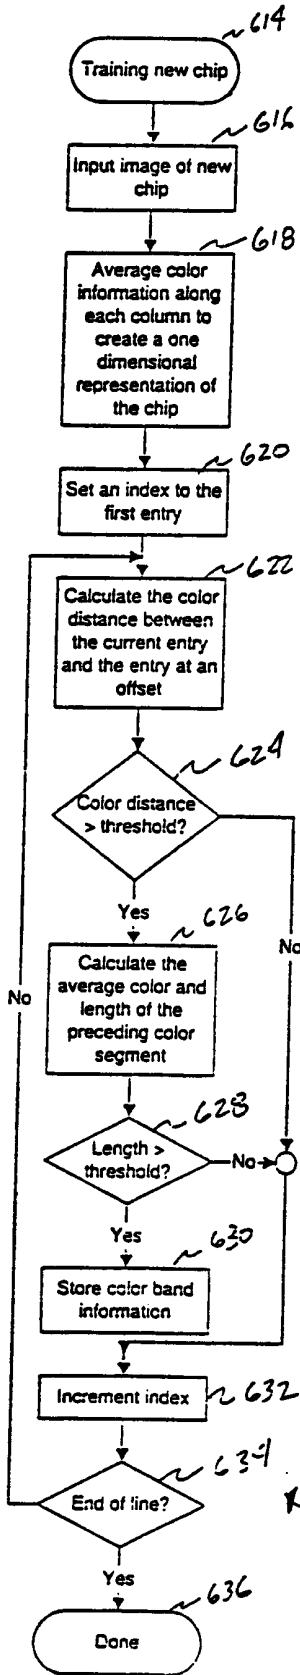 614
Training new chip
616
Input image of new
chip
618
Average color
information along
each column to
create a one
dimensional
representation of
the chip
620
Set an index to the
first entry
622
Calculate the color
distance between
the current entry
and the entry at an
offset
624
Color distance
> threshold?
Yes
No
626
Calculate the
average color and
length of the
preceding color
segment
No
628
Length >
threshold?
No
Yes
630
Store color band
information
Increment index
632
634
End of line?
Yes
636
Done